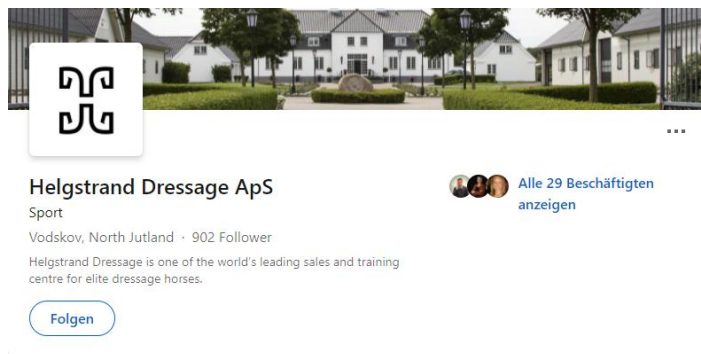 Helgstrand Dressage ApS
Sport
Vodskov, North Jutland · 902 Follower
Helgstrand Dressage is one of the world's leading sales and training
centre for elite dressage horses.
Folgen
Alle 29 Beschäftigten
anzeigen